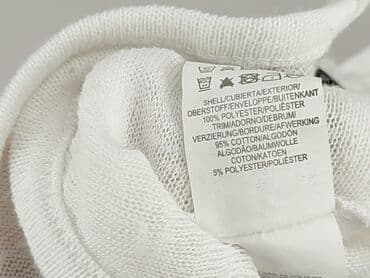 SHELL/CUBIERTA/EXTERIOR/
OBERSTOFF/ENVELOPPE/BUITENKANT
100% POLYESTER/POLIÉSTER
TRIM/ADORNO/DEBRUM/
VERZIERUNG/BORDURE/AFWERKING
95% COTTON/ALGODÓN
ALGODÃO/BAUMWOLLE
COTON/KATOEN
5% POLYESTER/POLIÉSTER